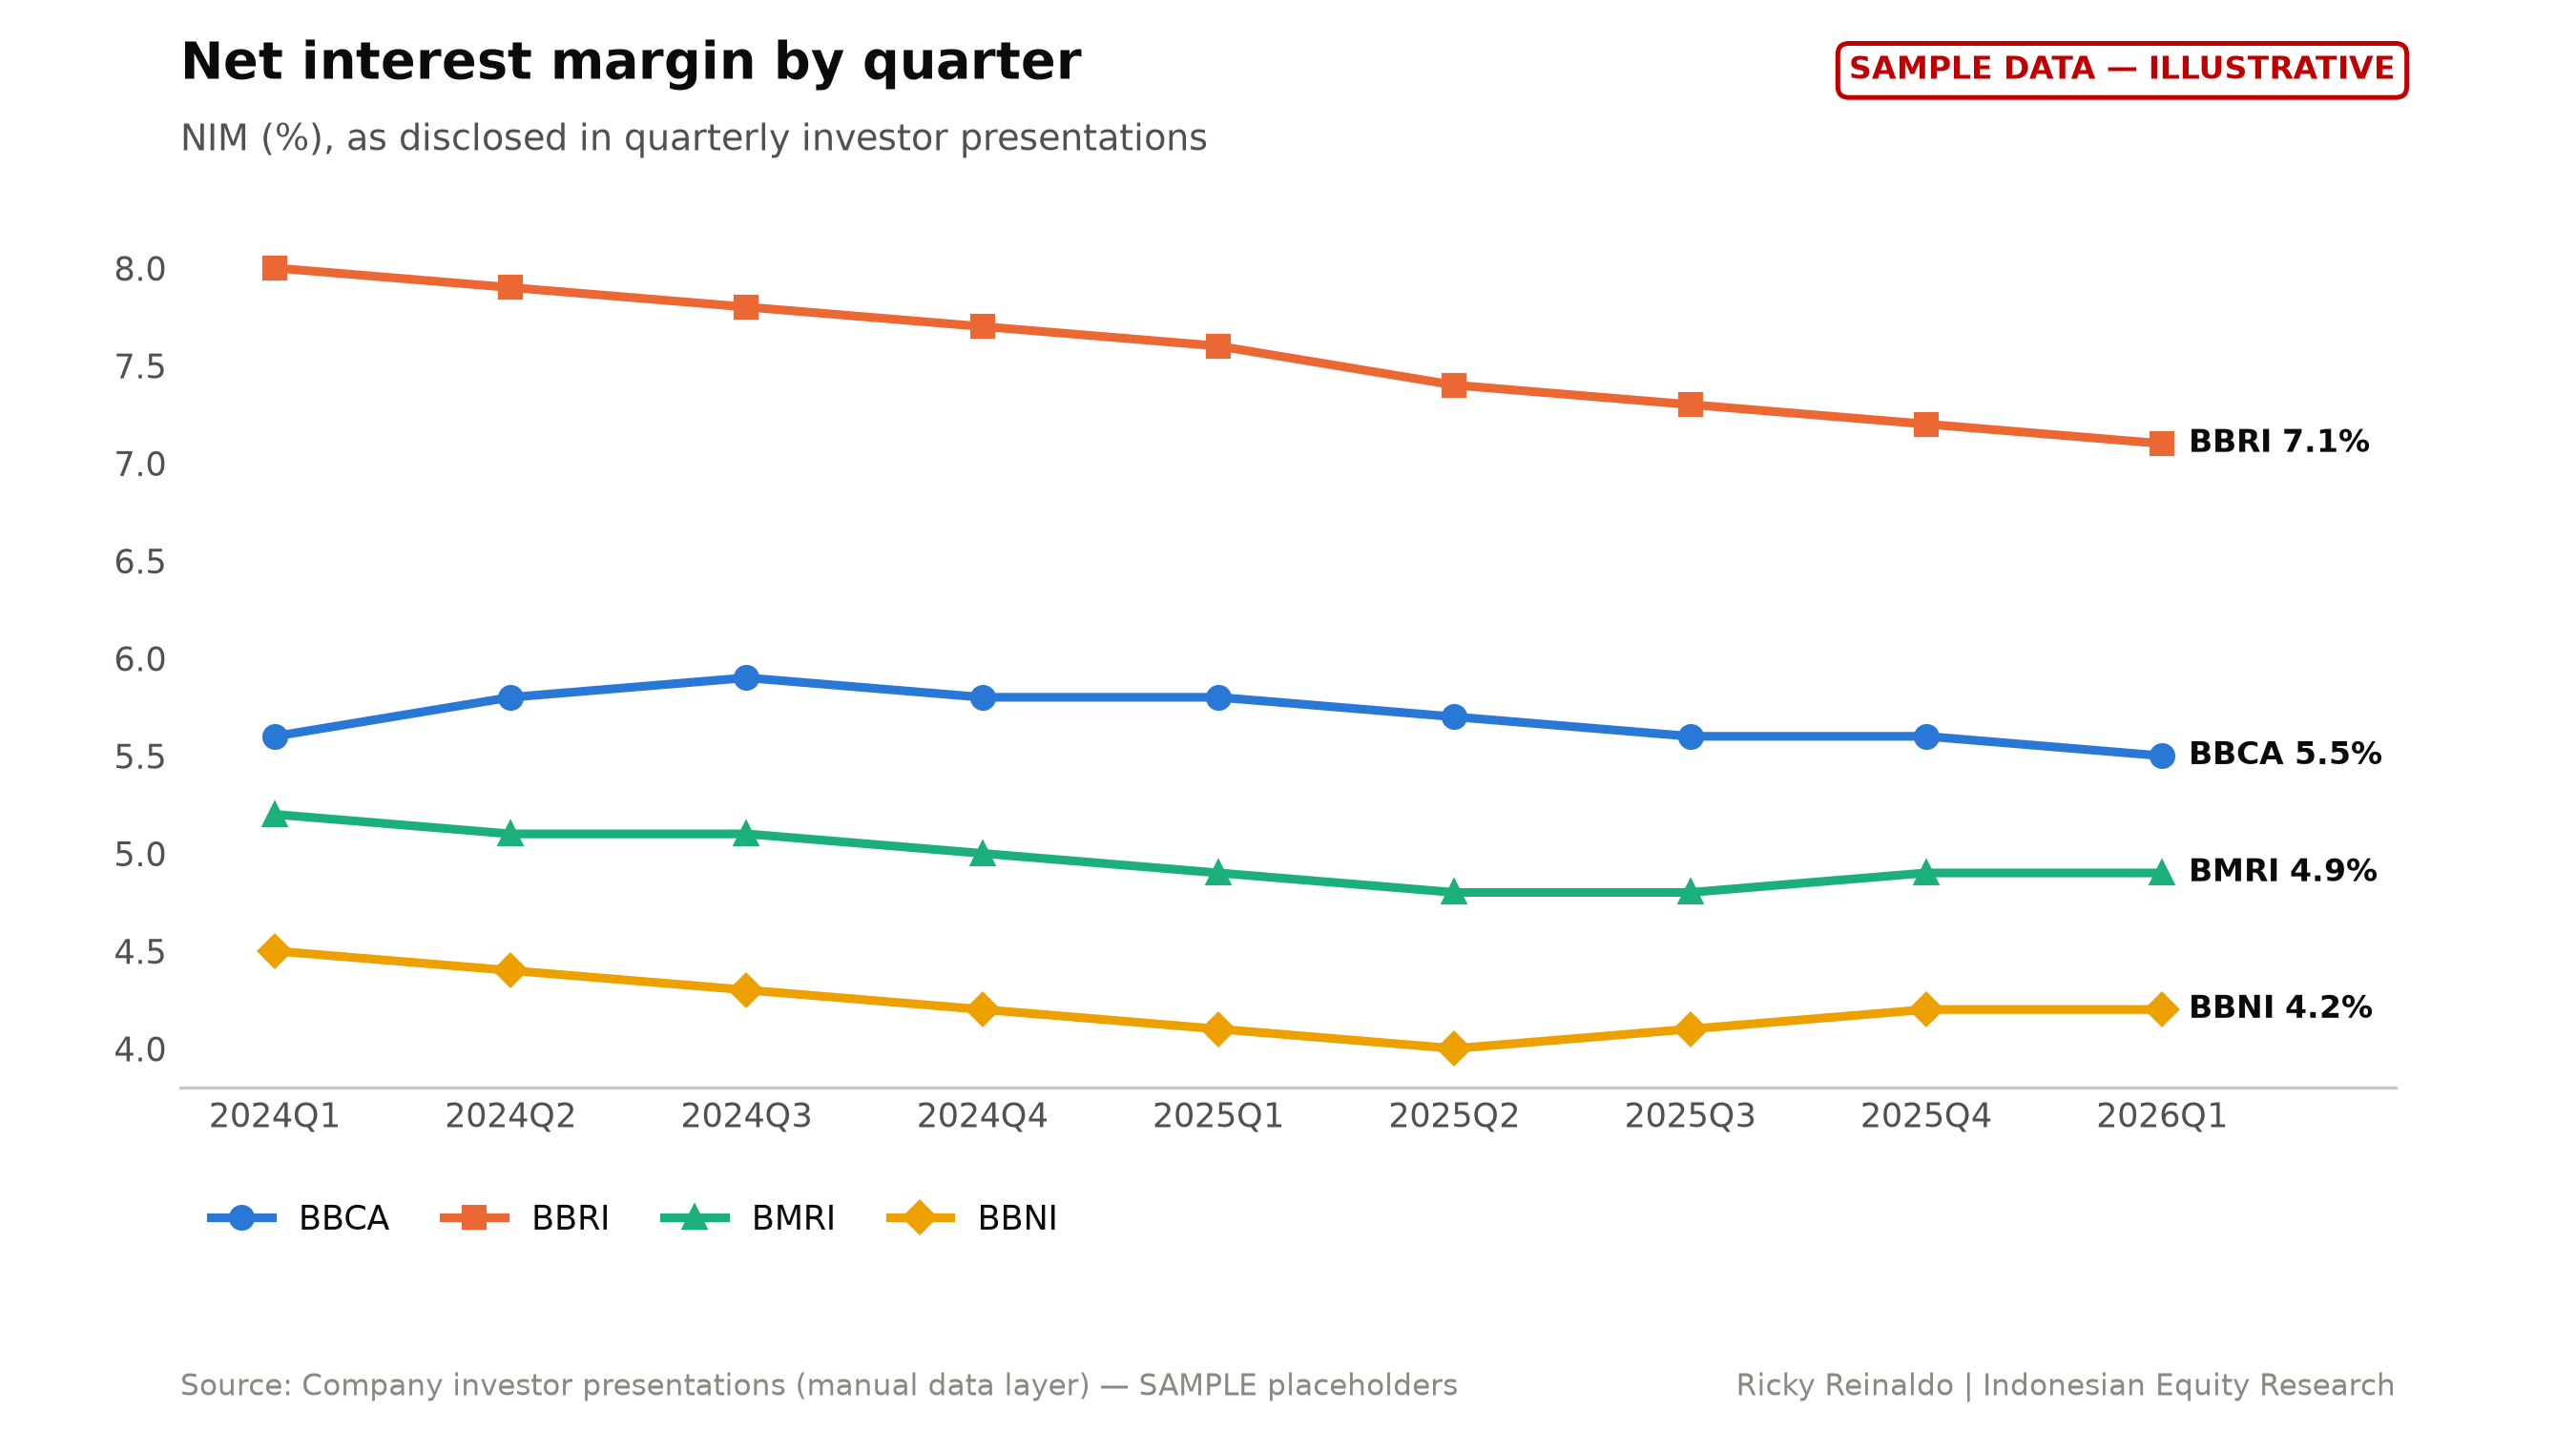 Net interest margin by quarter
SAMPLE DATA — ILLUSTRATIVE
NIM (%), as disclosed in quarterly investor presentations
8.0
7.5
7.0
6.5
6.0
5.5
5.0
4.5
4.0
BBRI 7.1%
BBCA 5.5%
BMRI 4.9%
BBNI 4.2%
2024Q1 2024Q2 2024Q3 2024Q4 2025Q1 2025Q2 2025Q3 2025Q4 2026Q1
BBCA BBRI BMRI BBNI
Source: Company investor presentations (manual data layer) — SAMPLE placeholders
Ricky Reinaldo | Indonesian Equity Research